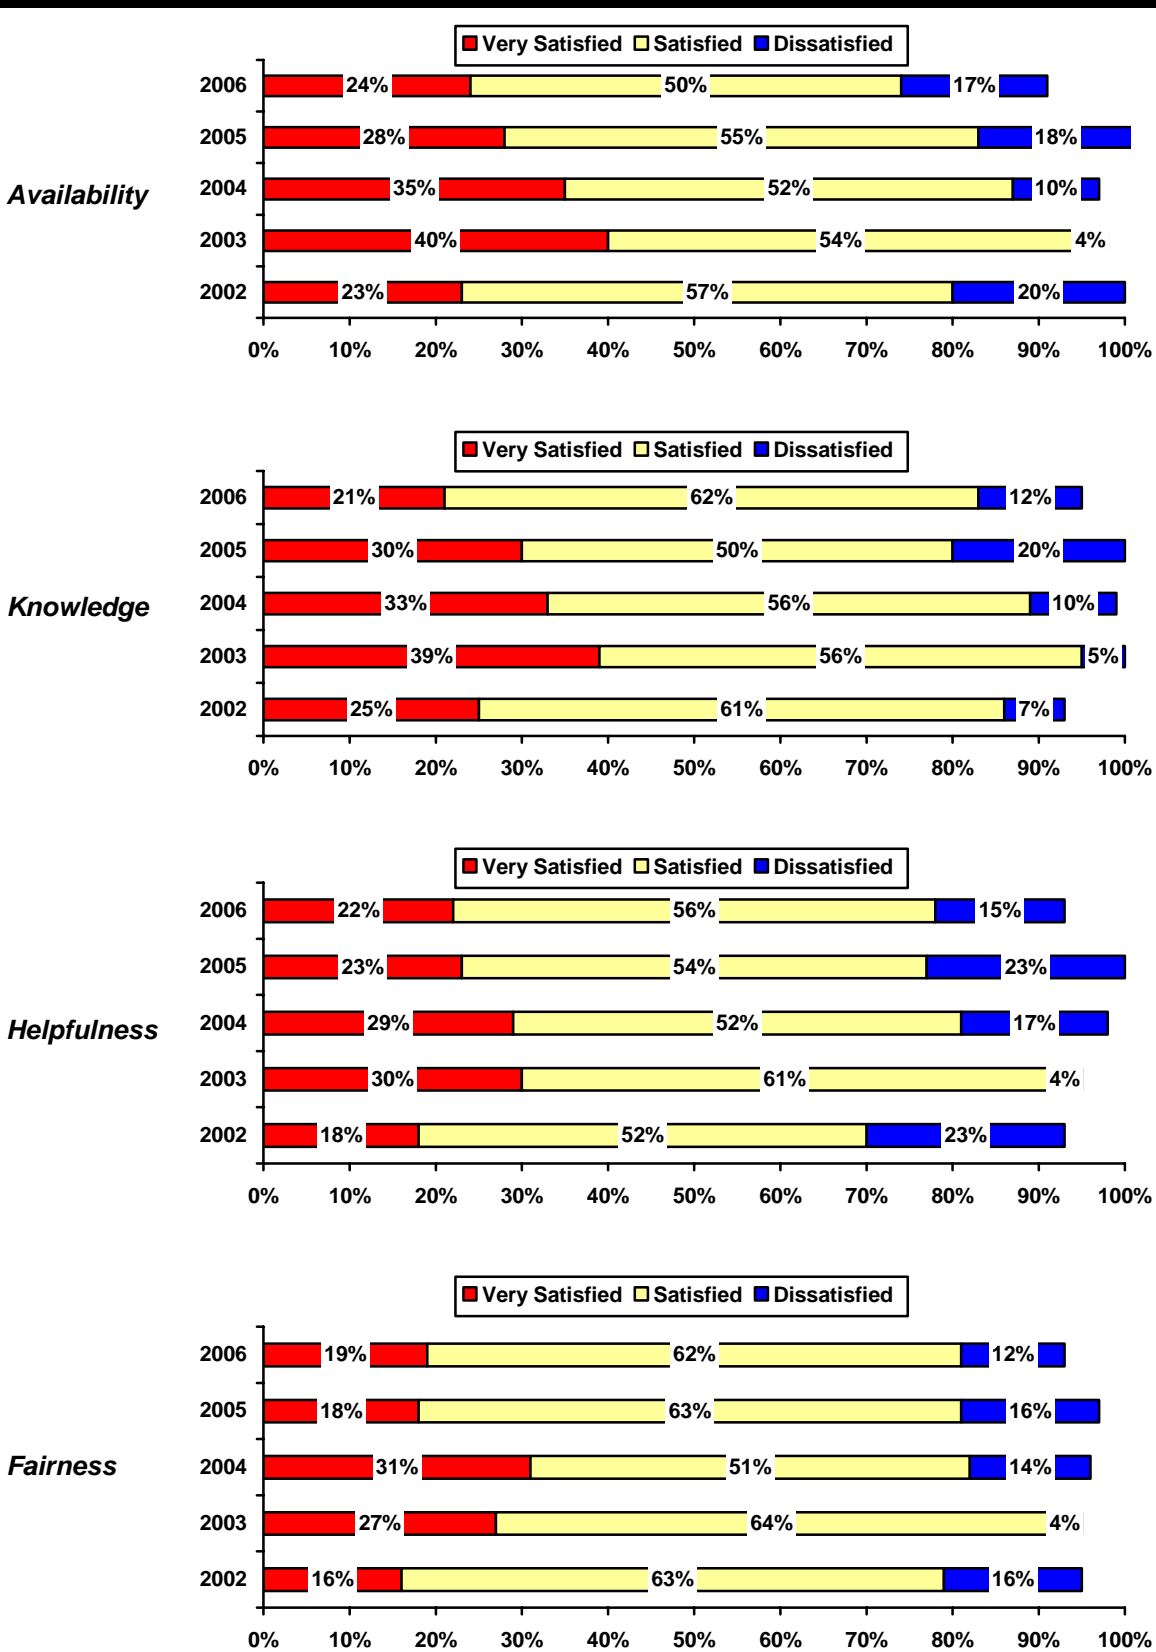 Very Satisfied Satisfied Dissatisfied
2006 24% 50% 17%
2005 28% 55% 18%
Availability
2004 35% 52% 10%
2003 40% 54% 4%
2002 23% 57% 20%
0% 10% 20% 30% 40% 50% 60% 70% 80% 90% 100%
Very Satisfied Satisfied Dissatisfied
2006 21% 62% 12%
2005 30% 50% 20%
Knowledge
2004 33% 56% 10%
2003 39% 56% 5%
2002 25% 61% 7%
0% 10% 20% 30% 40% 50% 60% 70% 80% 90% 100%
Very Satisfied Satisfied Dissatisfied
2006 22% 56% 15%
2005 23% 54% 23%
Helpfulness
2004 29% 52% 17%
2003 30% 61% 4%
2002 18% 52% 23%
0% 10% 20% 30% 40% 50% 60% 70% 80% 90% 100%
Very Satisfied Satisfied Dissatisfied
2006 19% 62% 12%
2005 18% 63% 16%
Fairness
2004 31% 51% 14%
2003 27% 64% 4%
2002 16% 63% 16%
0% 10% 20% 30% 40% 50% 60% 70% 80% 90% 100%